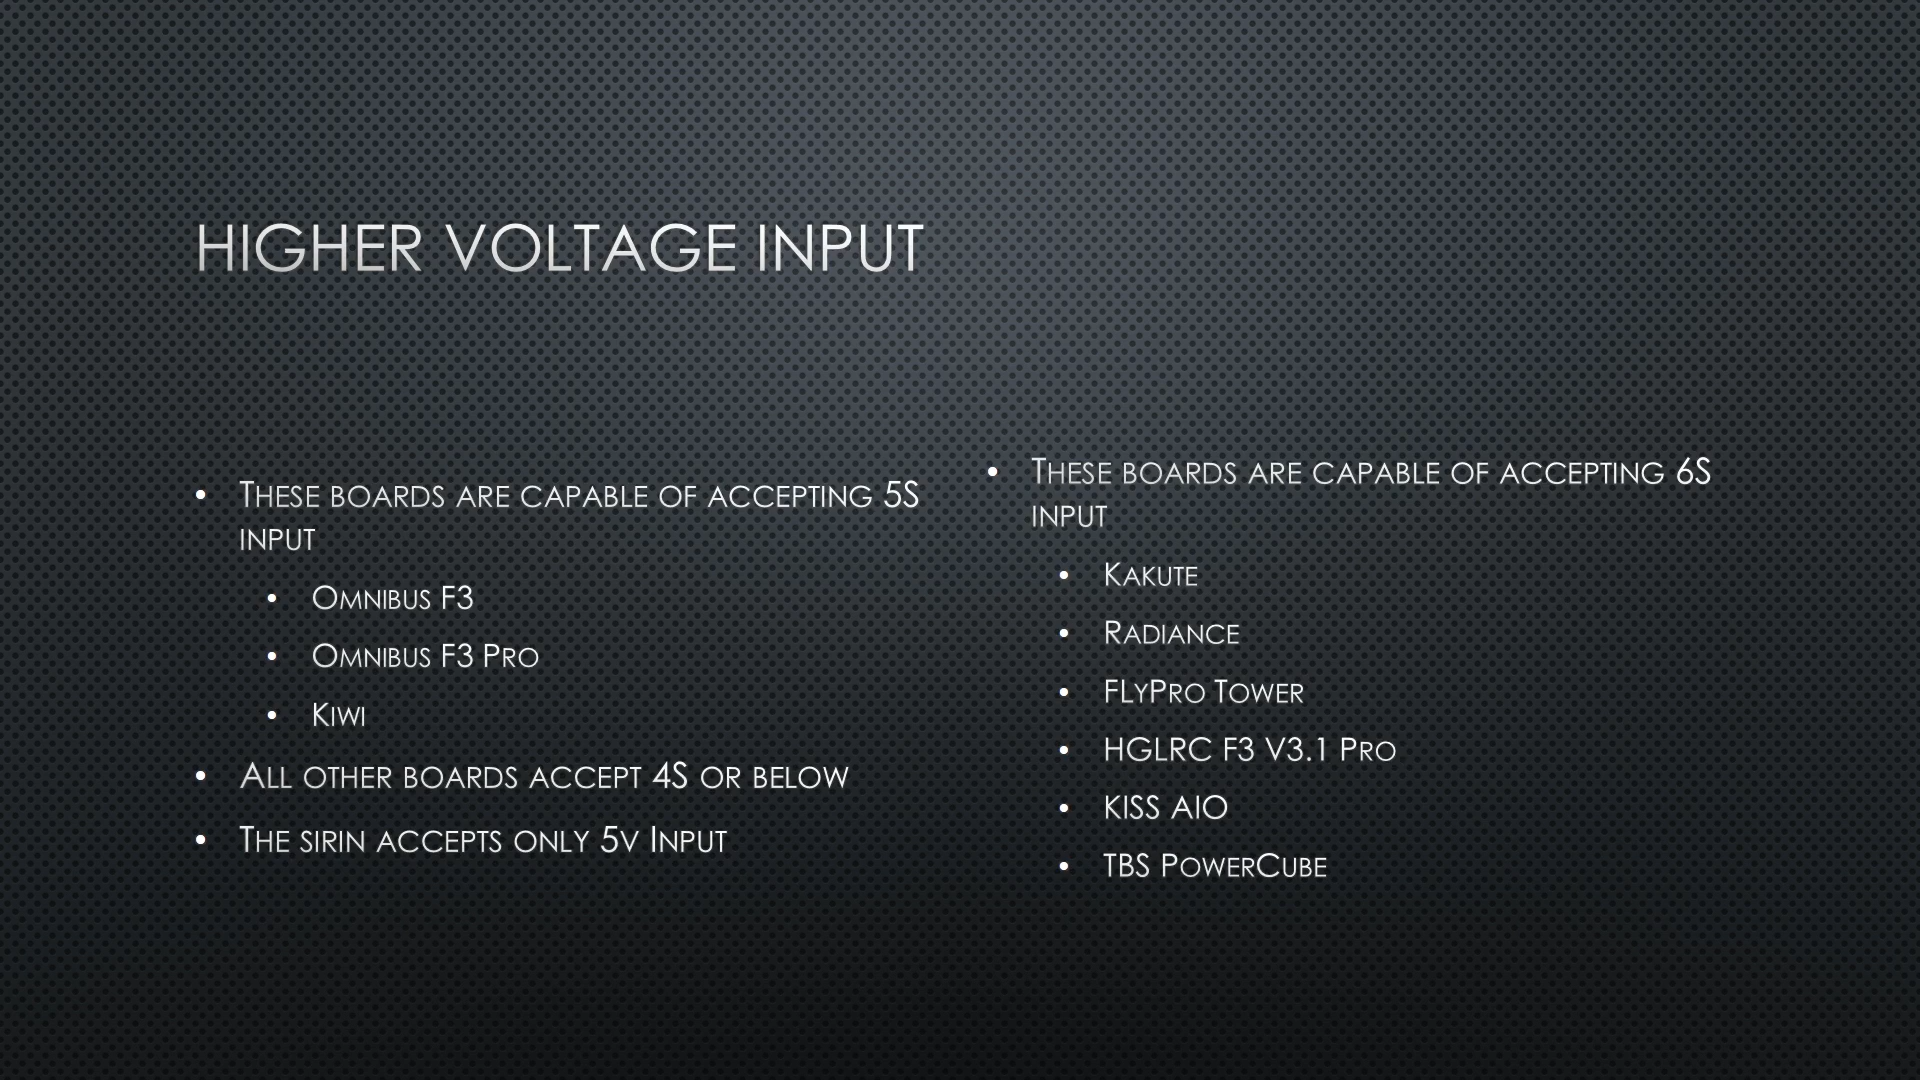 HIGHER VOLTAGE INPUT
• These boards are capable of accepting 5S
input
• Omnibus F3
• Omnibus F3 Pro
• Kiwi
• All other boards accept 4S or below
• The sirin accepts only 5v Input
• These boards are capable of accepting 6S
input
• Kakute
• Radiance
• FLyPro Tower
• HGLRC F3 V3.1 Pro
• KISS AIO
• TBS PowerCube